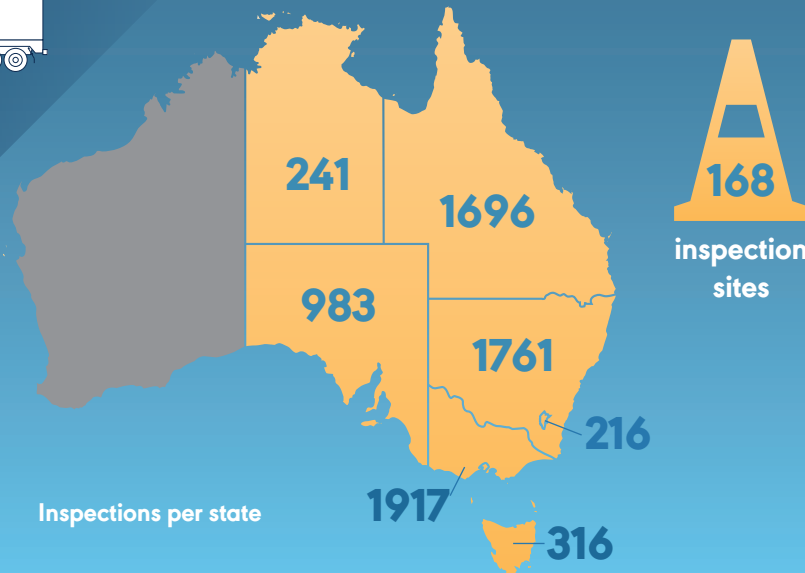 241
1696
168
inspection
sites
983
1761
216
1917
Inspections per state
316